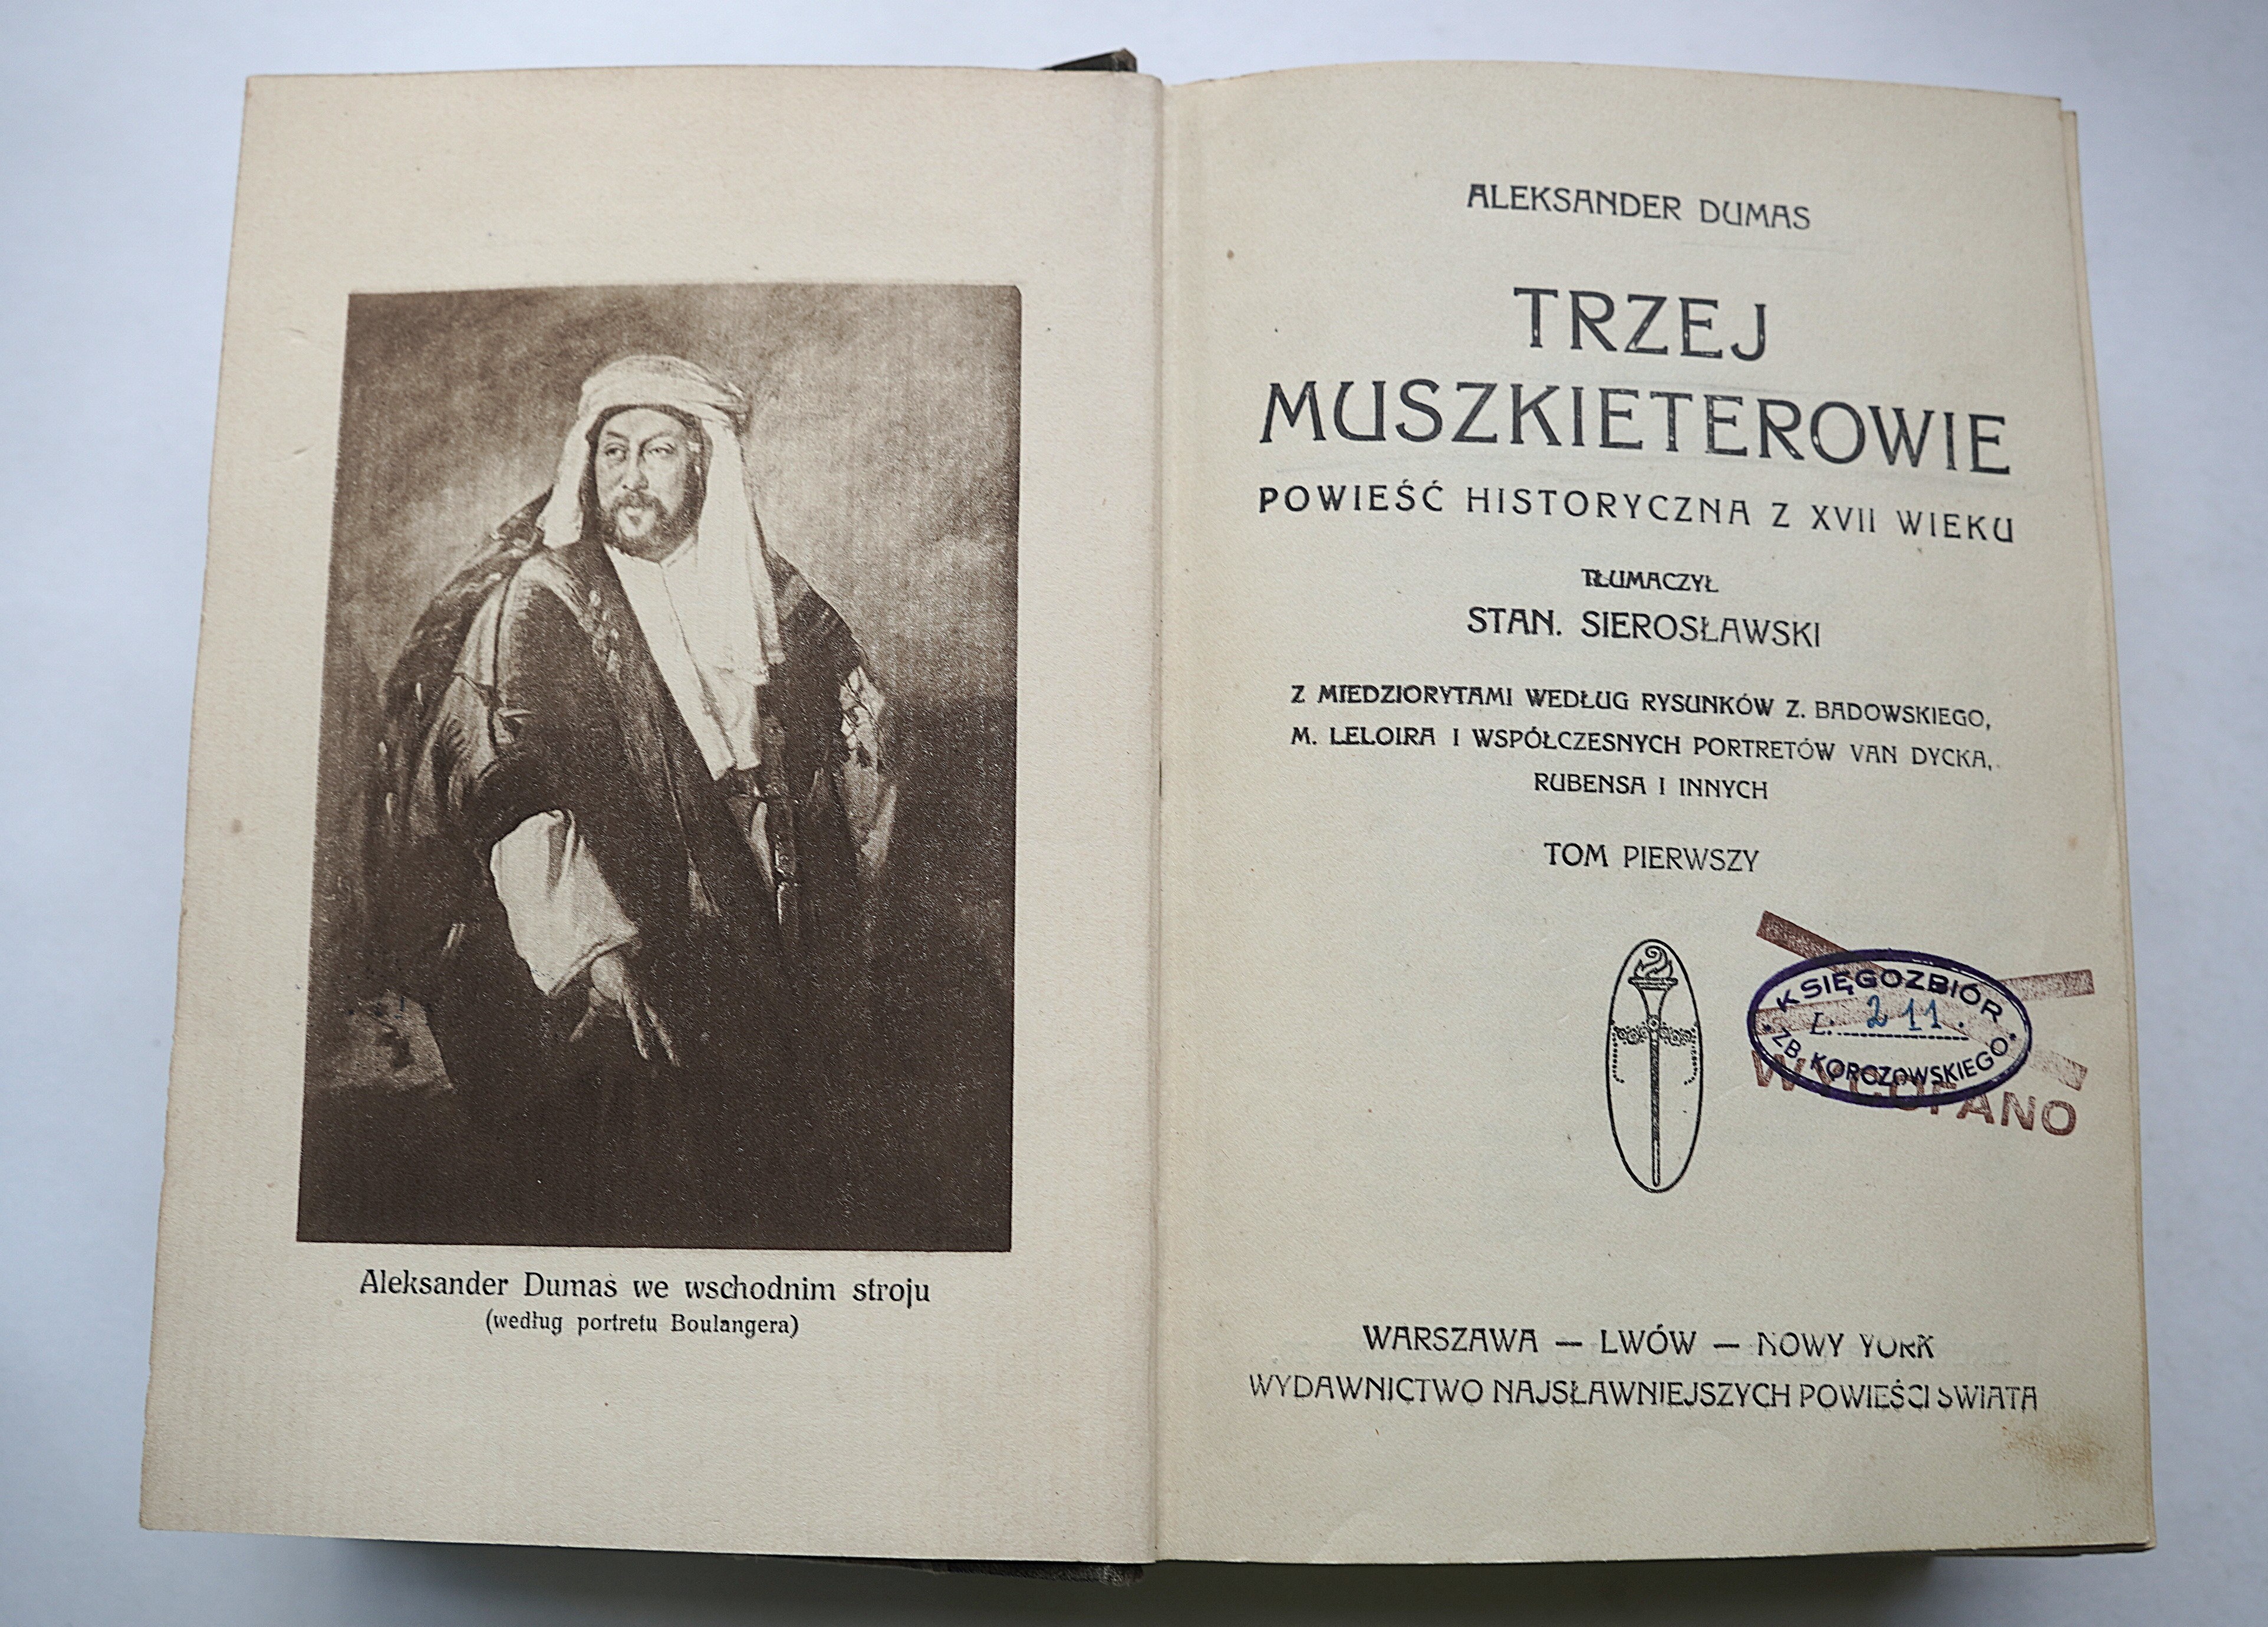 Aleksander Dumas we wschodnim stroju
(według portretu Boulangera)
ALEKSANDER DUMAS
TRZEJ
MUSZKIETEROWIE
POWIEŚĆ HISTORYCZNA Z XVII WIEKU
TŁUMACZYŁ
STAN. SIEROSŁAWSKI
Z MIEDZIORYTAMI WEDŁUG RYSUNKÓW Z. BADOWSKIEGO,
M. LELOIRA I WSPÓŁCZESNYCH PORTRETÓW VAN DYCKA,
RUBENSA I INNYCH
TOM PIERWSZY
KSIĘGOZBIÓR
L. 211.
ZB. KORCZOWSKIEGO
WYCOFANO
WARSZAWA — LWÓW — NOWY YORK
WYDAWNICTWO NAJSŁAWNIEJSZYCH POWIEŚCI ŚWIATA